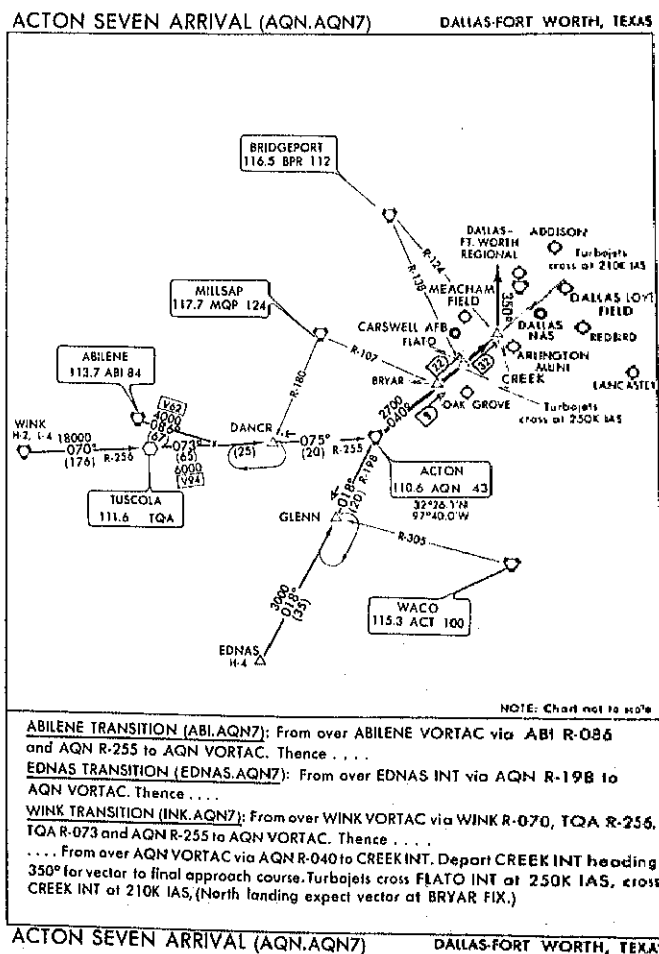 ACTON SEVEN ARRIVAL (AQN.AQN7)
DALLAS-FORT WORTH, TEXAS
BRIDGEPORT
116.5 BPR 112
R-124
R-138
DALLAS-
FT. WORTH
REGIONAL
ADDISON
Turbojets
cross at 210K IAS
350°
MEACHAM
FIELD
CARSWELL AFB
FLATO
DALLAS LOVE
FIELD
DALLAS
NAS
REDBIRD
ARLINGTON
MUNI
LANCASTER
CREEK
MILLSAP
117.7 MQP 124
R-107
R-180
BRYAR
22
32
OAK GROVE
Turbojets
cross at 250K IAS
2700
040°
9
ABILENE
113.7 ABI 84
V62
4000
086°
(67)
WINK
H-2, L-4
18000
070°
(176)
R-256
073°
(65)
6000
V94
DANCR
(25)
075°
(20)
R-255
TUSCOLA
111.6 TQA
ACTON
110.6 AQN 43
32°26.1'N
97°40.0'W
R-198
018°
(20)
GLENN
R-305
WACO
115.3 ACT 100
3000
018°
(35)
EDNAS
H-4
NOTE: Chart not to scale
ABILENE TRANSITION (ABI.AQN7): From over ABILENE VORTAC via ABI R-086
and AQN R-255 to AQN VORTAC. Thence . . . .
EDNAS TRANSITION (EDNAS.AQN7): From over EDNAS INT via AQN R-198 to
AQN VORTAC. Thence . . . .
WINK TRANSITION (INK.AQN7): From over WINK VORTAC via WINK R-070, TQA R-256,
TQA R-073 and AQN R-255 to AQN VORTAC. Thence . . . .
. . . . From over AQN VORTAC via AQN R-040 to CREEK INT. Depart CREEK INT heading
350° for vector to final approach course. Turbojets cross FLATO INT at 250K IAS, cross
CREEK INT at 210K IAS, (North landing expect vector at BRYAR FIX.)
ACTON SEVEN ARRIVAL (AQN.AQN7)
DALLAS-FORT WORTH, TEXAS